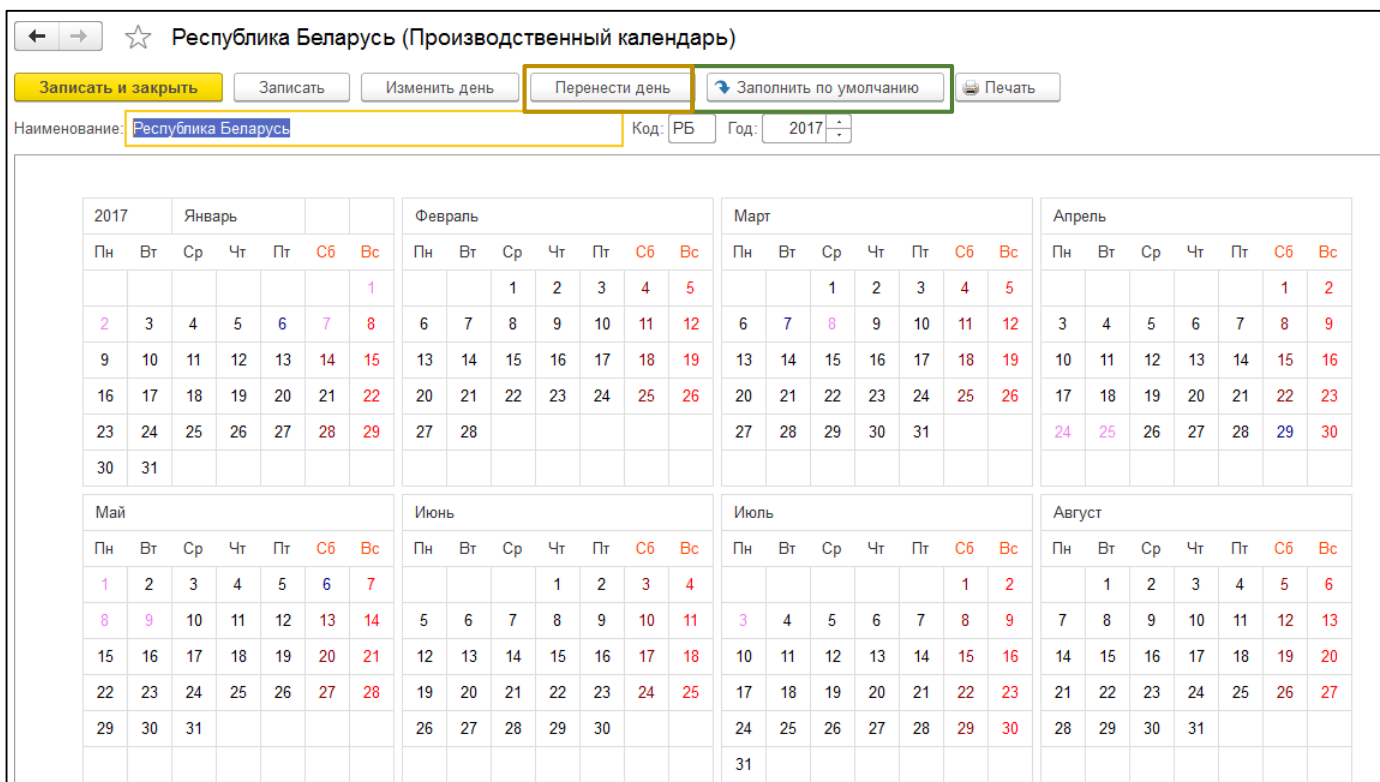 Республика Беларусь (Производственный календарь)
Записать и закрыть Записать Изменить день Перенести день Заполнить по умолчанию Печать
Наименование: Республика Беларусь Код: РБ Год: 2017
2017 Январь Февраль Март Апрель
Пн Вт Ср Чт Пт Сб Вс Пн Вт Ср Чт Пт Сб Вс Пн Вт Ср Чт Пт Сб Вс Пн Вт Ср Чт Пт Сб Вс
1 1 2 3 4 5 1 2 3 4 5 1 2
2 3 4 5 6 7 8 6 7 8 9 10 11 12 6 7 8 9 10 11 12 3 4 5 6 7 8 9
9 10 11 12 13 14 15 13 14 15 16 17 18 19 13 14 15 16 17 18 19 10 11 12 13 14 15 16
16 17 18 19 20 21 22 20 21 22 23 24 25 26 20 21 22 23 24 25 26 17 18 19 20 21 22 23
23 24 25 26 27 28 29 27 28 27 28 29 30 31 24 25 26 27 28 29 30
30 31
Май Июнь Июль Август
Пн Вт Ср Чт Пт Сб Вс Пн Вт Ср Чт Пт Сб Вс Пн Вт Ср Чт Пт Сб Вс Пн Вт Ср Чт Пт Сб Вс
1 2 3 4 5 6 7 1 2 3 4 1 2 1 2 3 4 5 6
8 9 10 11 12 13 14 5 6 7 8 9 10 11 3 4 5 6 7 8 9 7 8 9 10 11 12 13
15 16 17 18 19 20 21 12 13 14 15 16 17 18 10 11 12 13 14 15 16 14 15 16 17 18 19 20
22 23 24 25 26 27 28 19 20 21 22 23 24 25 17 18 19 20 21 22 23 21 22 23 24 25 26 27
29 30 31 26 27 28 29 30 24 25 26 27 28 29 30 28 29 30 31
31